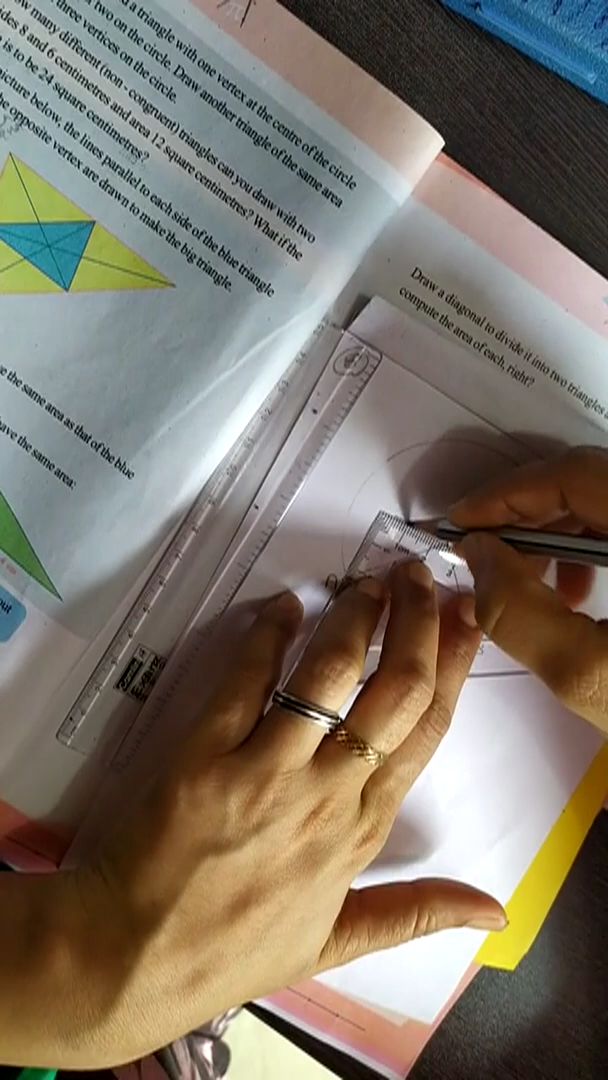 a triangle with one vertex at the centre of the circle
two on the circle. Draw another triangle of the same area
three vertices on the circle.
many different (non - congruent) triangles can you draw with two
8 and 6 centimetres and area 12 square centimetres? What if the
is to be 24 square centimetres?
picture below, the lines parallel to each side of the blue triangle
opposite vertex are drawn to make the big triangle.
the same area as that of the blue
have the same area:
Draw a diagonal to divide it into two triangles
compute the area of each, right?